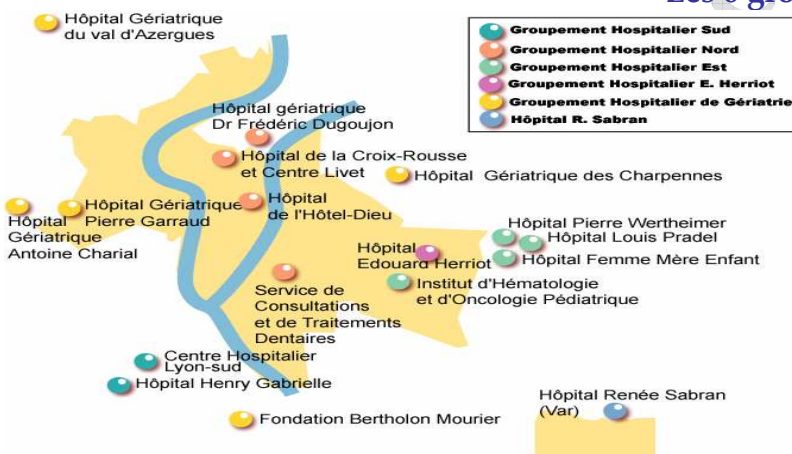 Hôpital Gériatrique
du val d'Azergues
Groupement Hospitalier Sud
Groupement Hospitalier Nord
Groupement Hospitalier Est
Groupement Hospitalier E. Herriot
Groupement Hospitalier de Gériatrie
Hôpital R. Sabran
Hôpital gériatrique
Dr Frédéric Dugoujon
Hôpital de la Croix-Rousse
et Centre Livet
Hôpital Gériatrique des Charpennes
Hôpital
Gériatrique
Antoine Charial
Hôpital Gériatrique
Pierre Garraud
Hôpital
de l'Hôtel-Dieu
Hôpital Pierre Wertheimer
Hôpital Louis Pradel
Hôpital Femme Mère Enfant
Hôpital
Edouard Herriot
Institut d'Hématologie
et d'Oncologie Pédiatrique
Service de
Consultations
et de Traitements
Dentaires
Centre Hospitalier
Lyon-sud
Hôpital Henry Gabrielle
Fondation Bertholon Mourier
Hôpital Renée Sabran
(Var)